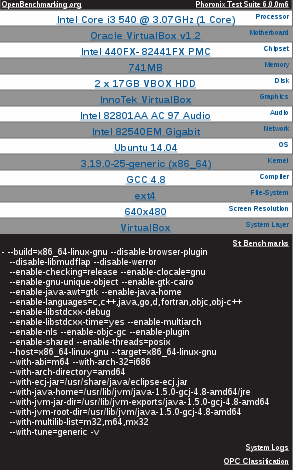 OpenBenchmarking.org Phoronix Test Suite 6.0.0m6
Intel Core i3 540 @ 3.07GHz (1 Core) Processor
Oracle VirtualBox v1.2 Motherboard
Intel 440FX- 82441FX PMC Chipset
741MB Memory
2 x 17GB VBOX HDD Disk
InnoTek VirtualBox Graphics
Intel 82801AA AC 97 Audio Audio
Intel 82540EM Gigabit Network
Ubuntu 14.04 OS
3.19.0-25-generic (x86_64) Kernel
GCC 4.8 Compiler
ext4 File-System
640x480 Screen Resolution
VirtualBox System Layer
St Benchmarks
- --build=x86_64-linux-gnu --disable-browser-plugin
--disable-libmudflap --disable-werror
--enable-checking=release --enable-clocale=gnu
--enable-gnu-unique-object --enable-gtk-cairo
--enable-java-awt=gtk --enable-java-home
--enable-languages=c,c++,java,go,d,fortran,objc,obj-c++
--enable-libstdcxx-debug
--enable-libstdcxx-time=yes --enable-multiarch
--enable-nls --enable-objc-gc --enable-plugin
--enable-shared --enable-threads=posix
--host=x86_64-linux-gnu --target=x86_64-linux-gnu
--with-abi=m64 --with-arch-32=i686
--with-arch-directory=amd64
--with-ecj-jar=/usr/share/java/eclipse-ecj.jar
--with-java-home=/usr/lib/jvm/java-1.5.0-gcj-4.8-amd64/jre
--with-jvm-jar-dir=/usr/lib/jvm-exports/java-1.5.0-gcj-4.8-amd64
--with-jvm-root-dir=/usr/lib/jvm/java-1.5.0-gcj-4.8-amd64
--with-multilib-list=m32,m64,mx32
--with-tune=generic -v
System Logs
OPC Classification